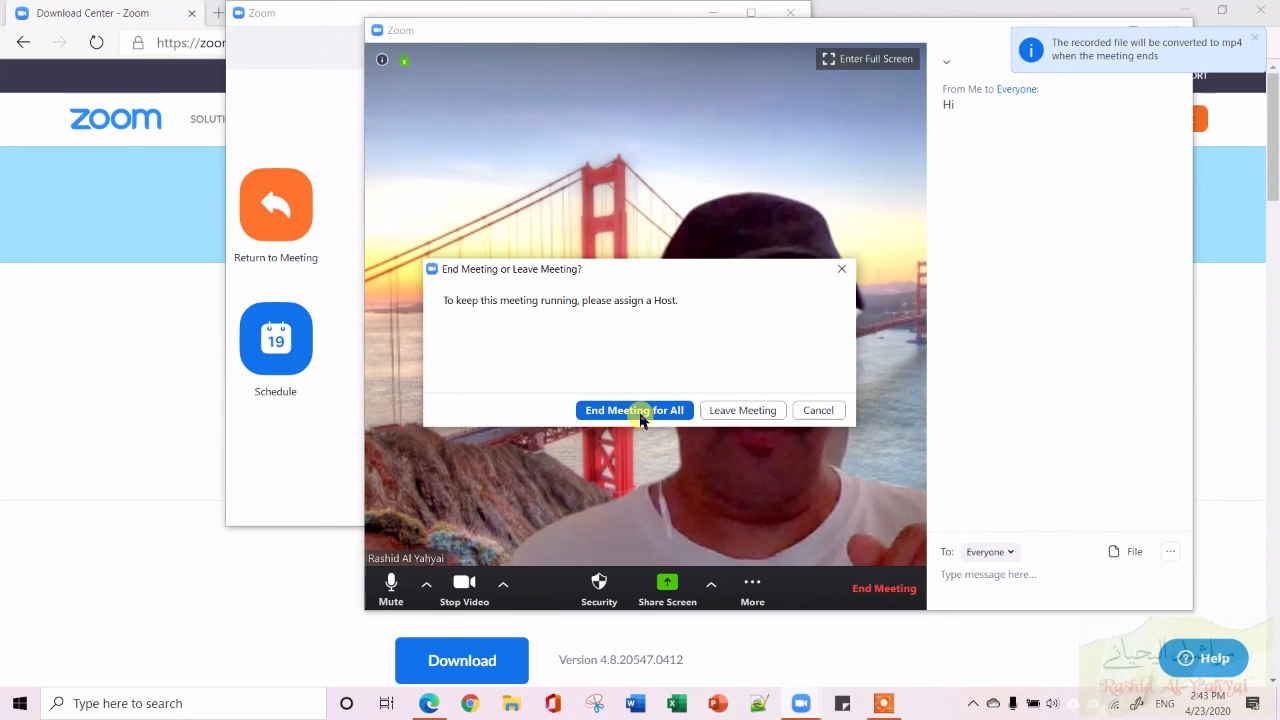 Download Center - Zoom
Zoom
https://zoor
zoom
SOLUTI
ORT
Return to Meeting
19
Schedule
Zoom
Enter Full Screen
The recorded file will be converted to mp4
when the meeting ends
From Me to Everyone:
Hi
End Meeting or Leave Meeting?
To keep this meeting running, please assign a Host.
End Meeting for All
Leave Meeting
Cancel
Rashid Al Yahyai
Mute
Stop Video
Security
Share Screen
More
End Meeting
To: Everyone
File
Type message here...
Download
Version 4.8.20547.0412
Help
Rashid Al-Yahyai
Type here to search
ENG
2:43 PM
4/23/2020